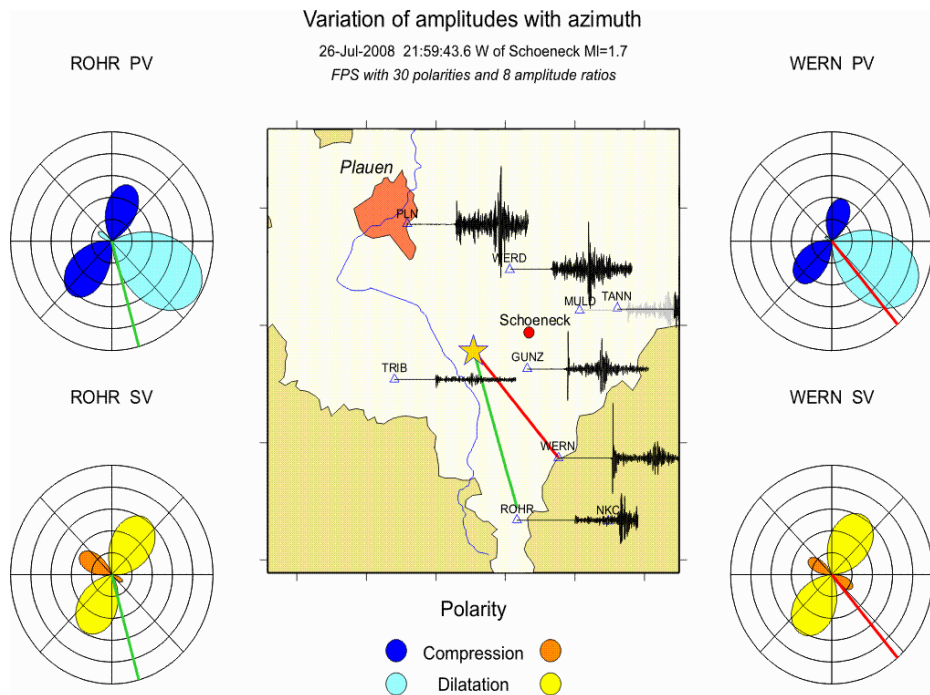 Variation of amplitudes with azimuth
26-Jul-2008 21:59:43.6 W of Schoeneck Ml=1.7
FPS with 30 polarities and 8 amplitude ratios
ROHR PV
WERN PV
Plauen
PLN
WERD
MULD
TANN
Schoeneck
GUNZ
TRIB
WERN
ROHR
NKC
ROHR SV
WERN SV
Polarity
Compression
Dilatation